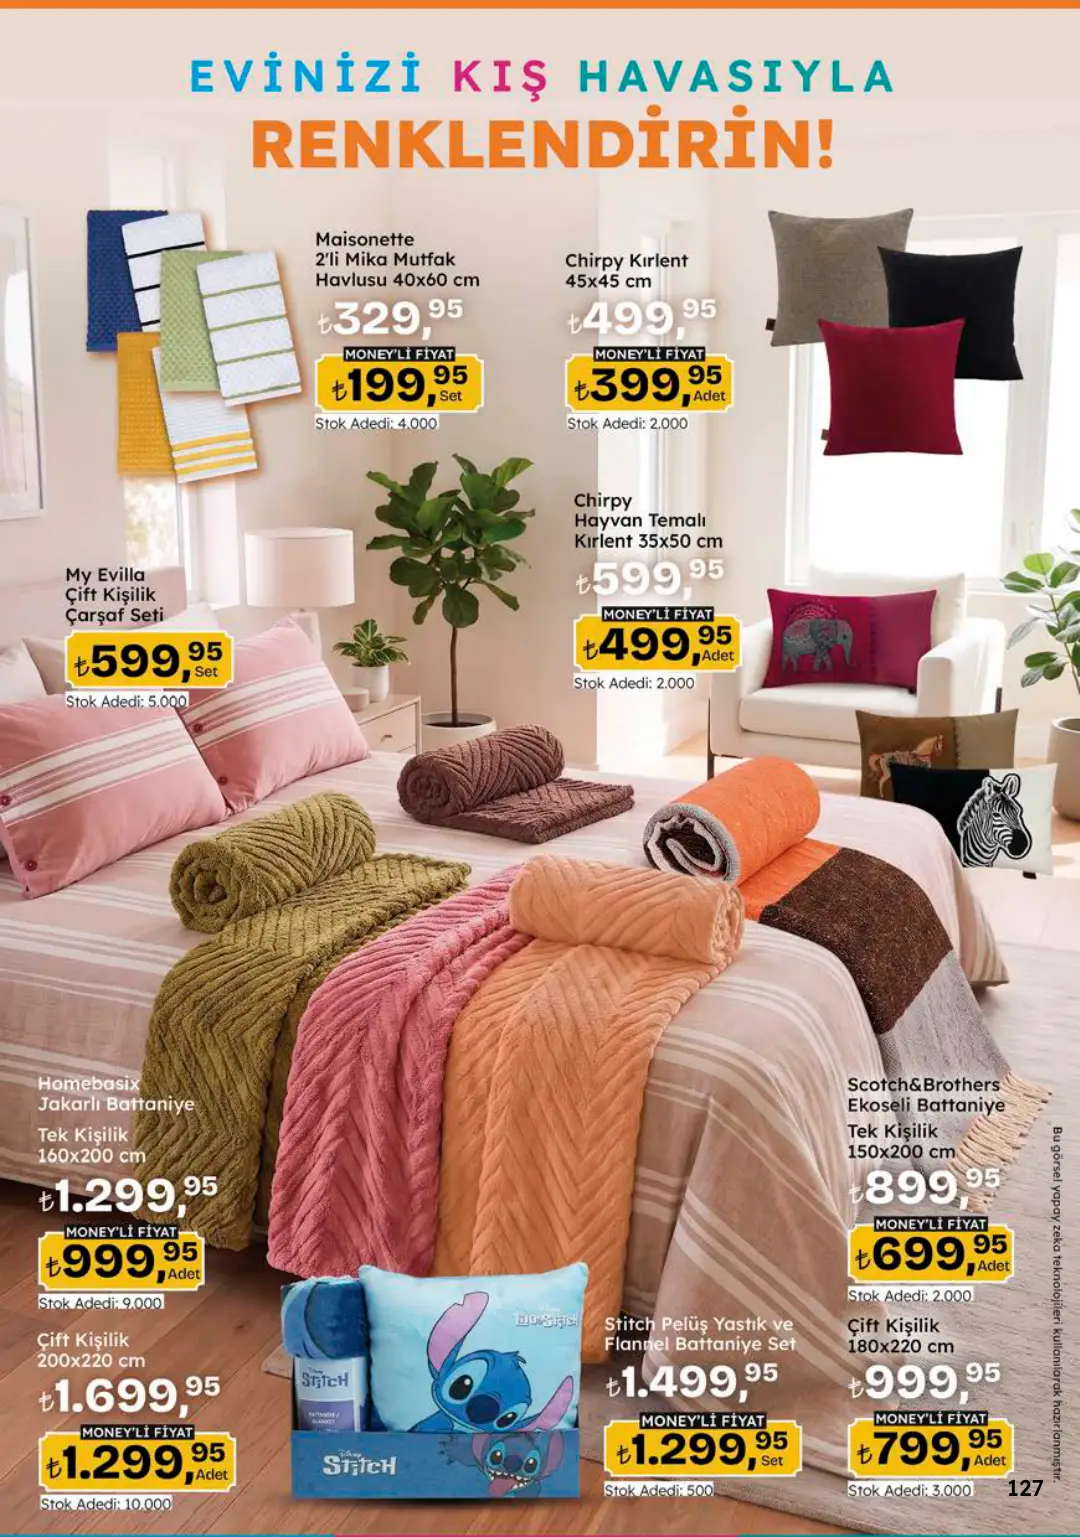 EVİNİZİ KIŞ HAVASIYLA
RENKLENDİRİN!
Maisonette
2'li Mika Mutfak
Havlusu 40x60 cm
₺329,95
MONEY'Lİ FİYAT
₺199,95
Set
Stok Adedi: 4.000
Chirpy Kırlent
45x45 cm
₺499,95
MONEY'Lİ FİYAT
₺399,95
Adet
Stok Adedi: 2.000
Chirpy
Hayvan Temalı
Kırlent 35x50 cm
₺599,95
MONEY'Lİ FİYAT
₺499,95
Adet
Stok Adedi: 2.000
My Evilla
Çift Kişilik
Çarşaf Seti
₺599,95
Set
Stok Adedi: 5.000
Homebasix
Jakarlı Battaniye
Tek Kişilik
160x200 cm
₺1.299,95
MONEY'Lİ FİYAT
₺999,95
Adet
Stok Adedi: 9.000
Çift Kişilik
200x220 cm
₺1.699,95
MONEY'Lİ FİYAT
₺1.299,95
Adet
Stok Adedi: 10.000
Disney
STITCH
BATTANİYE /
BLANKET
Lilo & Stitch
Disney
STITCH
Stitch Pelüş Yastık ve
Flannel Battaniye Set
₺1.499,95
MONEY'Lİ FİYAT
₺1.299,95
Set
Stok Adedi: 500
Scotch&Brothers
Ekoseli Battaniye
Tek Kişilik
150x200 cm
₺899,95
MONEY'Lİ FİYAT
₺699,95
Adet
Stok Adedi: 2.000
Çift Kişilik
180x220 cm
₺999,95
MONEY'Lİ FİYAT
₺799,95
Adet
Stok Adedi: 3.000
Bu görsel yapay zeka teknolojileri kullanılarak hazırlanmıştır.
127